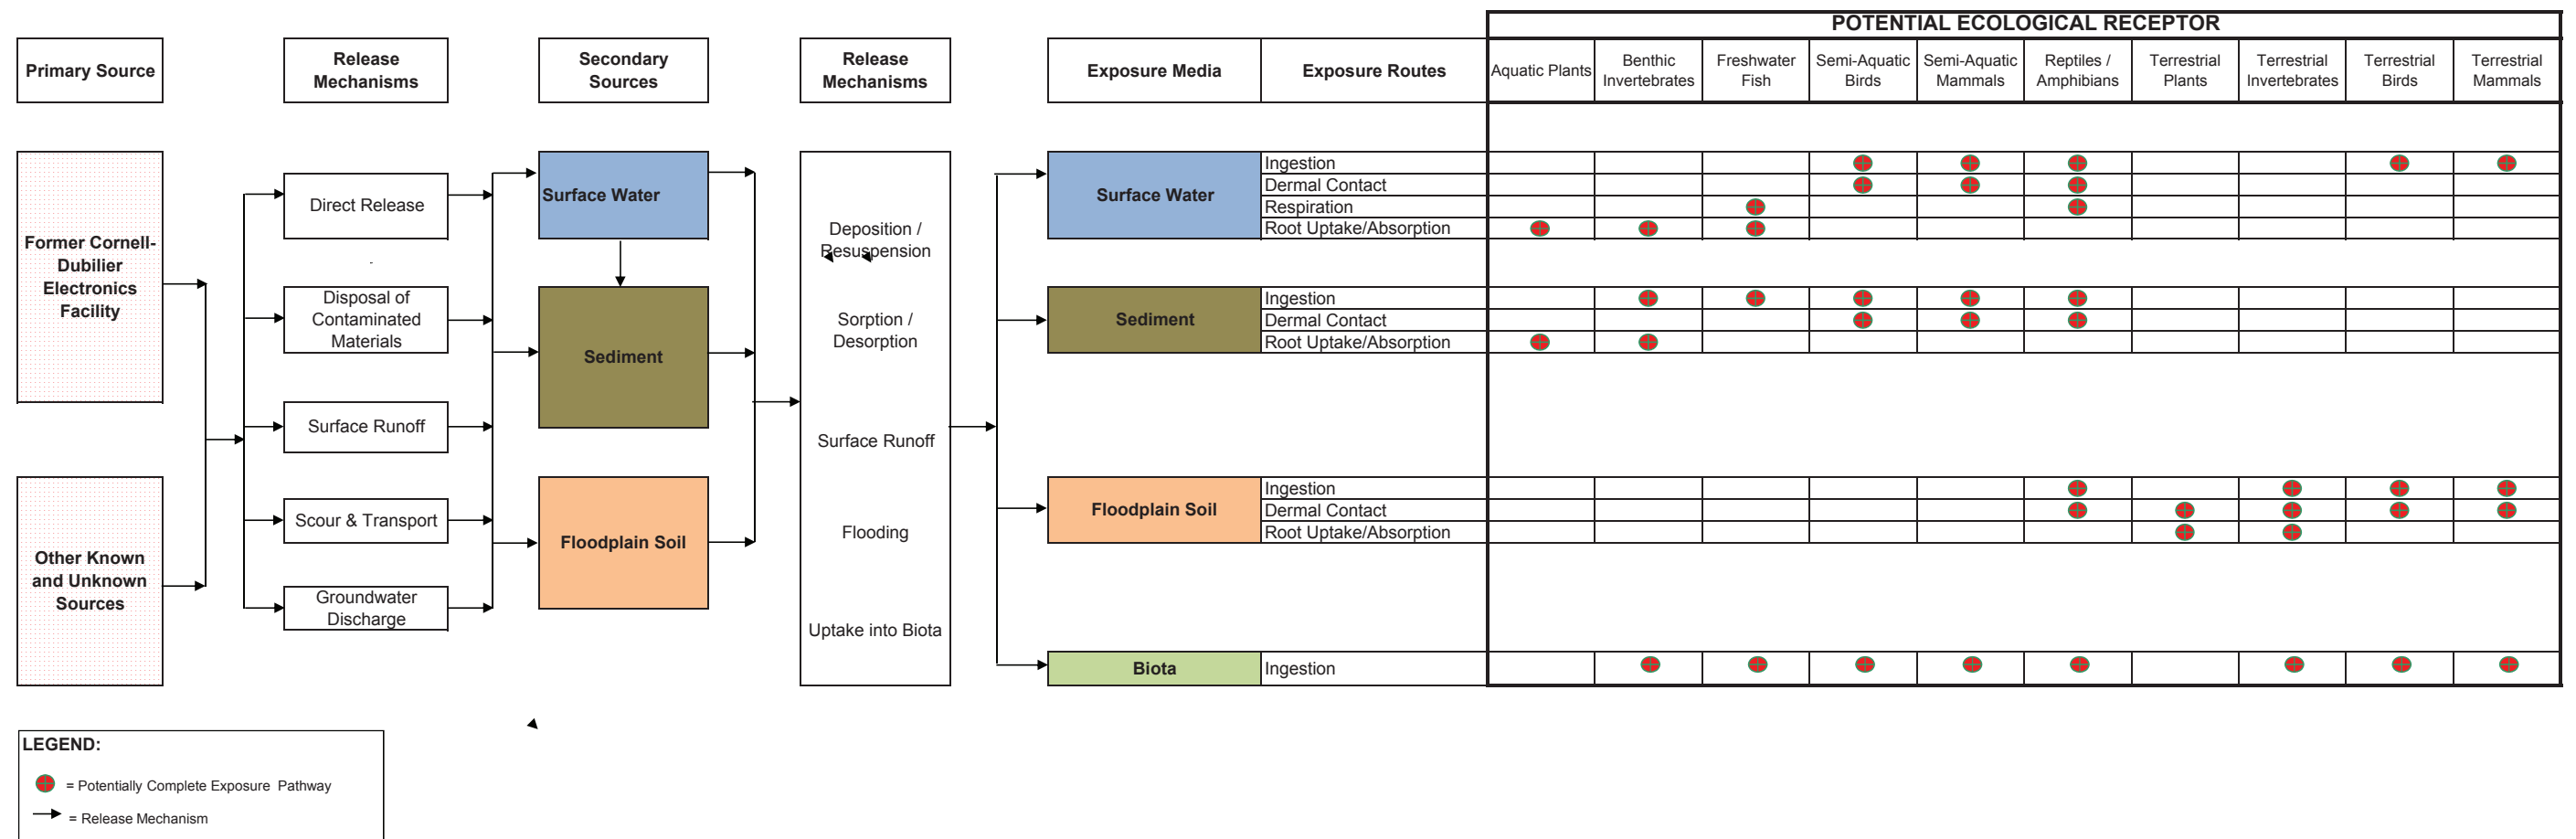 POTENTIAL ECOLOGICAL RECEPTOR
Primary Source
Release
Mechanisms
Secondary
Sources
Release
Mechanisms
Exposure Media
Exposure Routes
Aquatic Plants
Benthic
Invertebrates
Freshwater
Fish
Semi-Aquatic
Birds
Semi-Aquatic
Mammals
Reptiles /
Amphibians
Terrestrial
Plants
Terrestrial
Invertebrates
Terrestrial
Birds
Terrestrial
Mammals
Former Cornell-
Dubilier
Electronics
Facility
Other Known
and Unknown
Sources
Direct Release
Disposal of
Contaminated
Materials
Surface Runoff
Scour & Transport
Groundwater
Discharge
Surface Water
Sediment
Floodplain Soil
Deposition /
Resuspension
Sorption /
Desorption
Surface Runoff
Flooding
Uptake into Biota
Surface Water
Ingestion
Dermal Contact
Respiration
Root Uptake/Absorption
Sediment
Ingestion
Dermal Contact
Root Uptake/Absorption
Floodplain Soil
Ingestion
Dermal Contact
Root Uptake/Absorption
Biota
Ingestion
LEGEND:
= Potentially Complete Exposure Pathway
= Release Mechanism